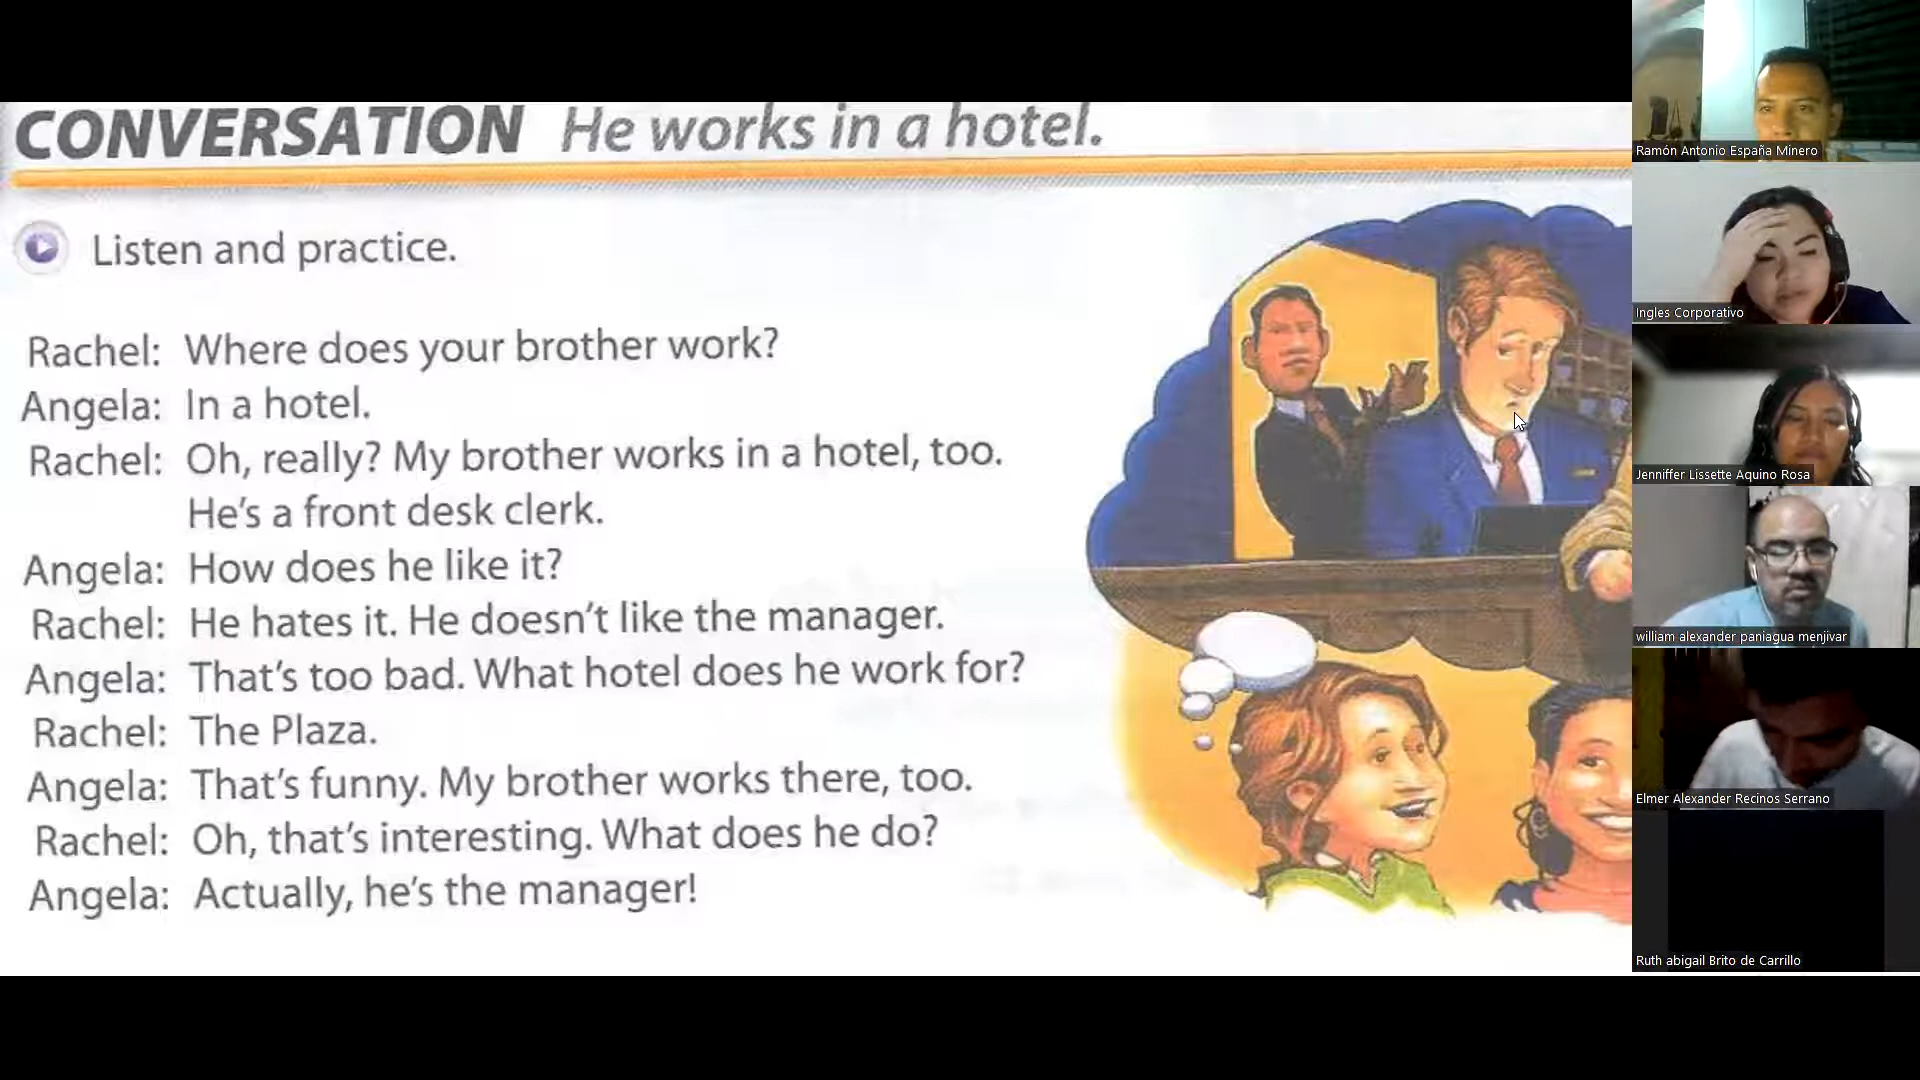 CONVERSATION He works in a hotel.
Listen and practice.
Rachel: Where does your brother work?
Angela: In a hotel.
Rachel: Oh, really? My brother works in a hotel, too.
He's a front desk clerk.
Angela: How does he like it?
Rachel: He hates it. He doesn't like the manager.
Angela: That's too bad. What hotel does he work for?
Rachel: The Plaza.
Angela: That's funny. My brother works there, too.
Rachel: Oh, that's interesting. What does he do?
Angela: Actually, he's the manager!
Ramón Antonio España Minero
Ingles Corporativo
Jenniffer Lissette Aquino Rosa
william alexander paniagua menjivar
Elmer Alexander Recinos Serrano
Ruth abigail Brito de Carrillo